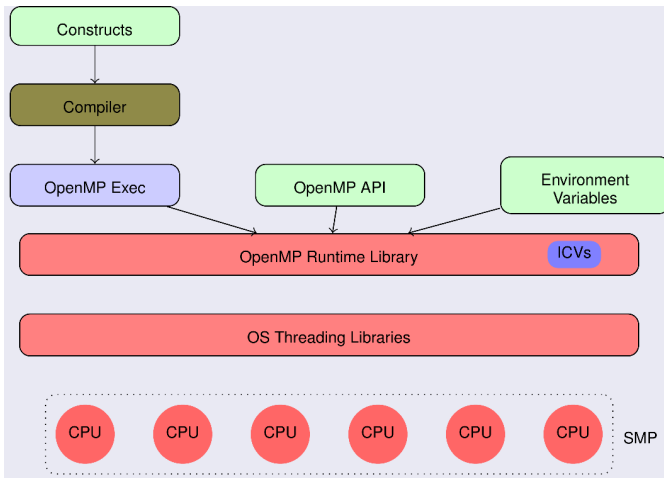 Constructs
Compiler
OpenMP Exec
OpenMP API
Environment
Variables
OpenMP Runtime Library
ICVs
OS Threading Libraries
CPU
CPU
CPU
CPU
CPU
CPU
SMP